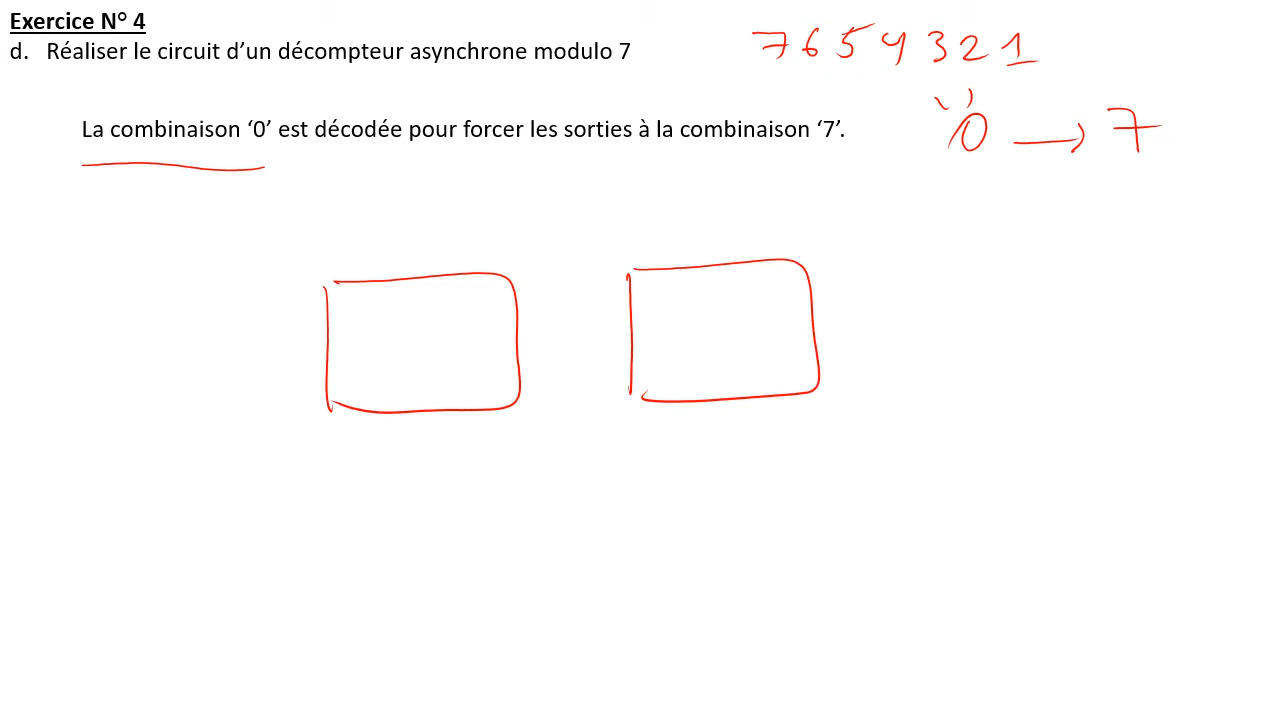 Exercice N° 4
d. Réaliser le circuit d’un décompteur asynchrone modulo 7
7 6 5 4 3 2 1
La combinaison ‘0’ est décodée pour forcer les sorties à la combinaison ‘7’.
0 → 7